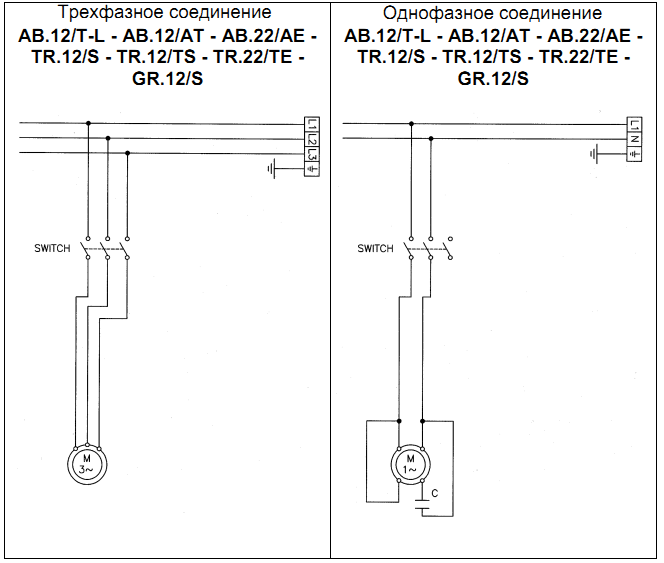 Трехфазное соединение
AB.12/T-L - AB.12/AT - AB.22/AE -
TR.12/S - TR.12/TS - TR.22/TE -
GR.12/S
L1
L2
L3
SWITCH
M
3~
Однофазное соединение
AB.12/T-L - AB.12/AT - AB.22/AE -
TR.12/S - TR.12/TS - TR.22/TE -
GR.12/S
L1
N
SWITCH
M
1~
C